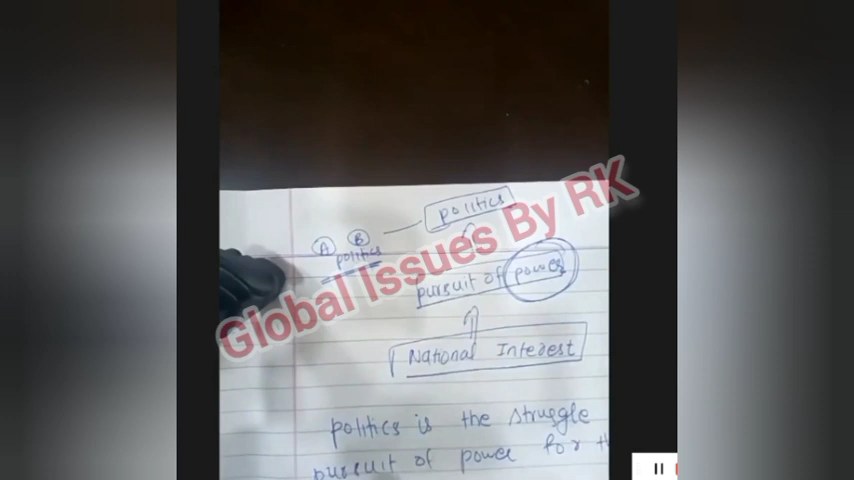 politics
A B
politics
pursuit of power
National Interest
politics is the struggle
pursuit of power for th
Global Issues By RK